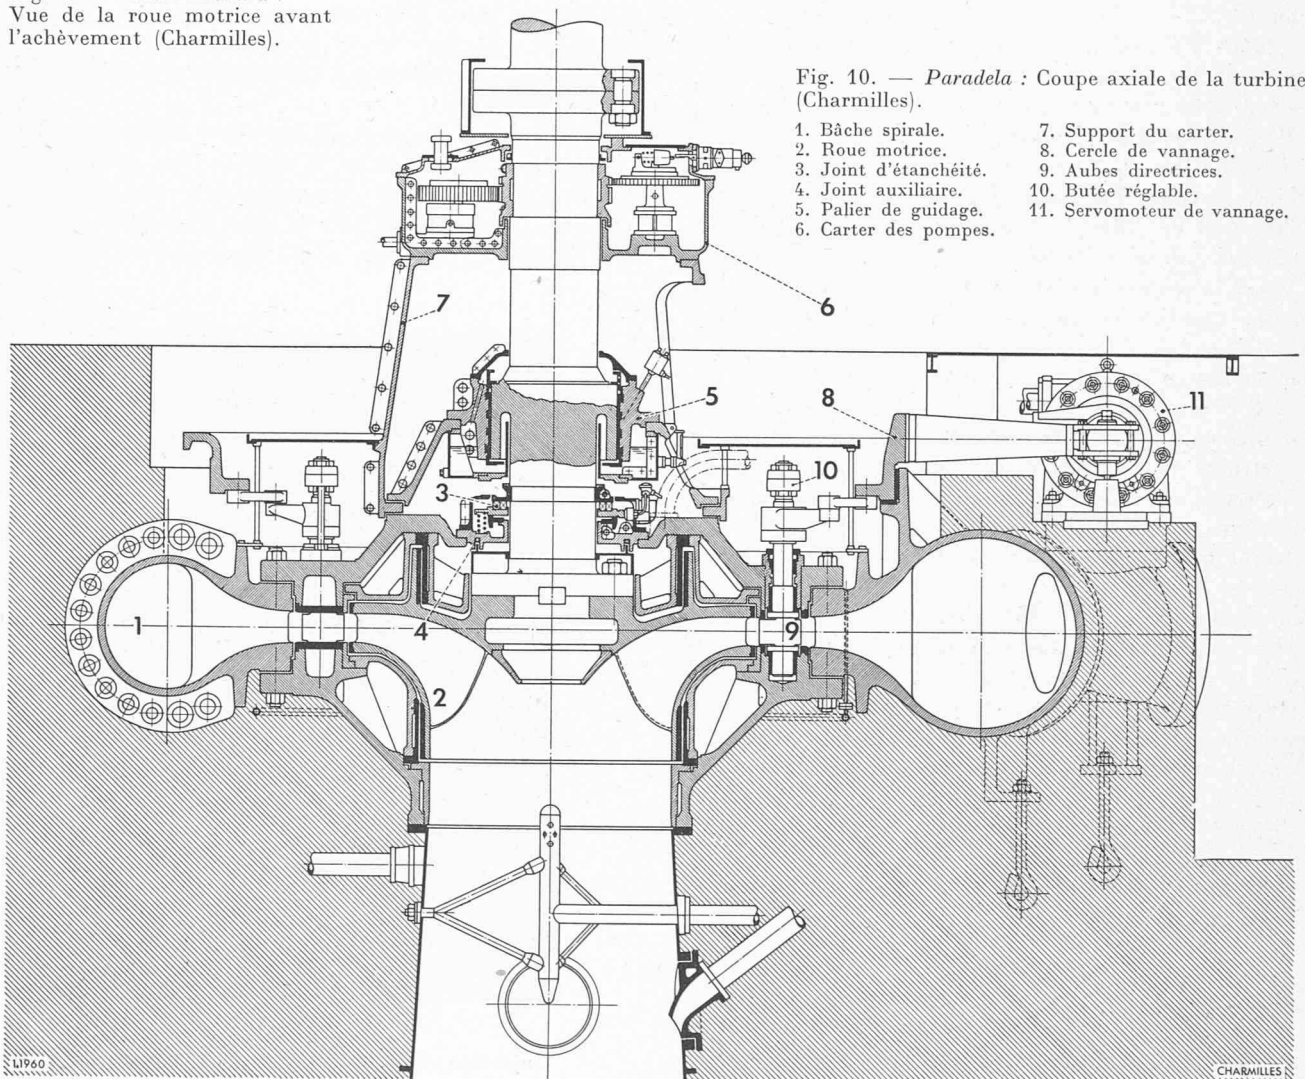 Vue de la roue motrice avant
l'achèvement (Charmilles).
Fig. 10. — Paradela : Coupe axiale de la turbine
(Charmilles).
1. Bâche spirale.
2. Roue motrice.
3. Joint d'étanchéité.
4. Joint auxiliaire.
5. Palier de guidage.
6. Carter des pompes.
7. Support du carter.
8. Cercle de vannage.
9. Aubes directrices.
10. Butée réglable.
11. Servomoteur de vannage.
7
6
5
8
11
10
3
1
4
9
2
L1960
CHARMILLES